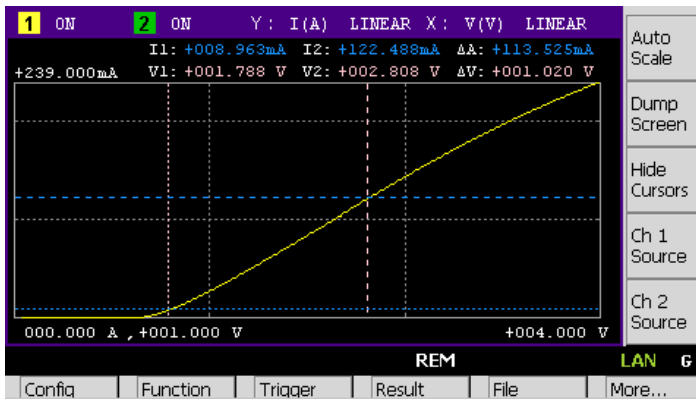 1 ON 2 ON Y: I(A) LINEAR X: V(V) LINEAR
I1: +008.963mA I2: +122.488mA ΔA: +113.525mA
+239.000mA V1: +001.788 V V2: +002.808 V ΔV: +001.020 V
000.000 A ,+001.000 V +004.000 V
Auto
Scale
Dump
Screen
Hide
Cursors
Ch 1
Source
Ch 2
Source
REM LAN G
Config Function Trigger Result File More...